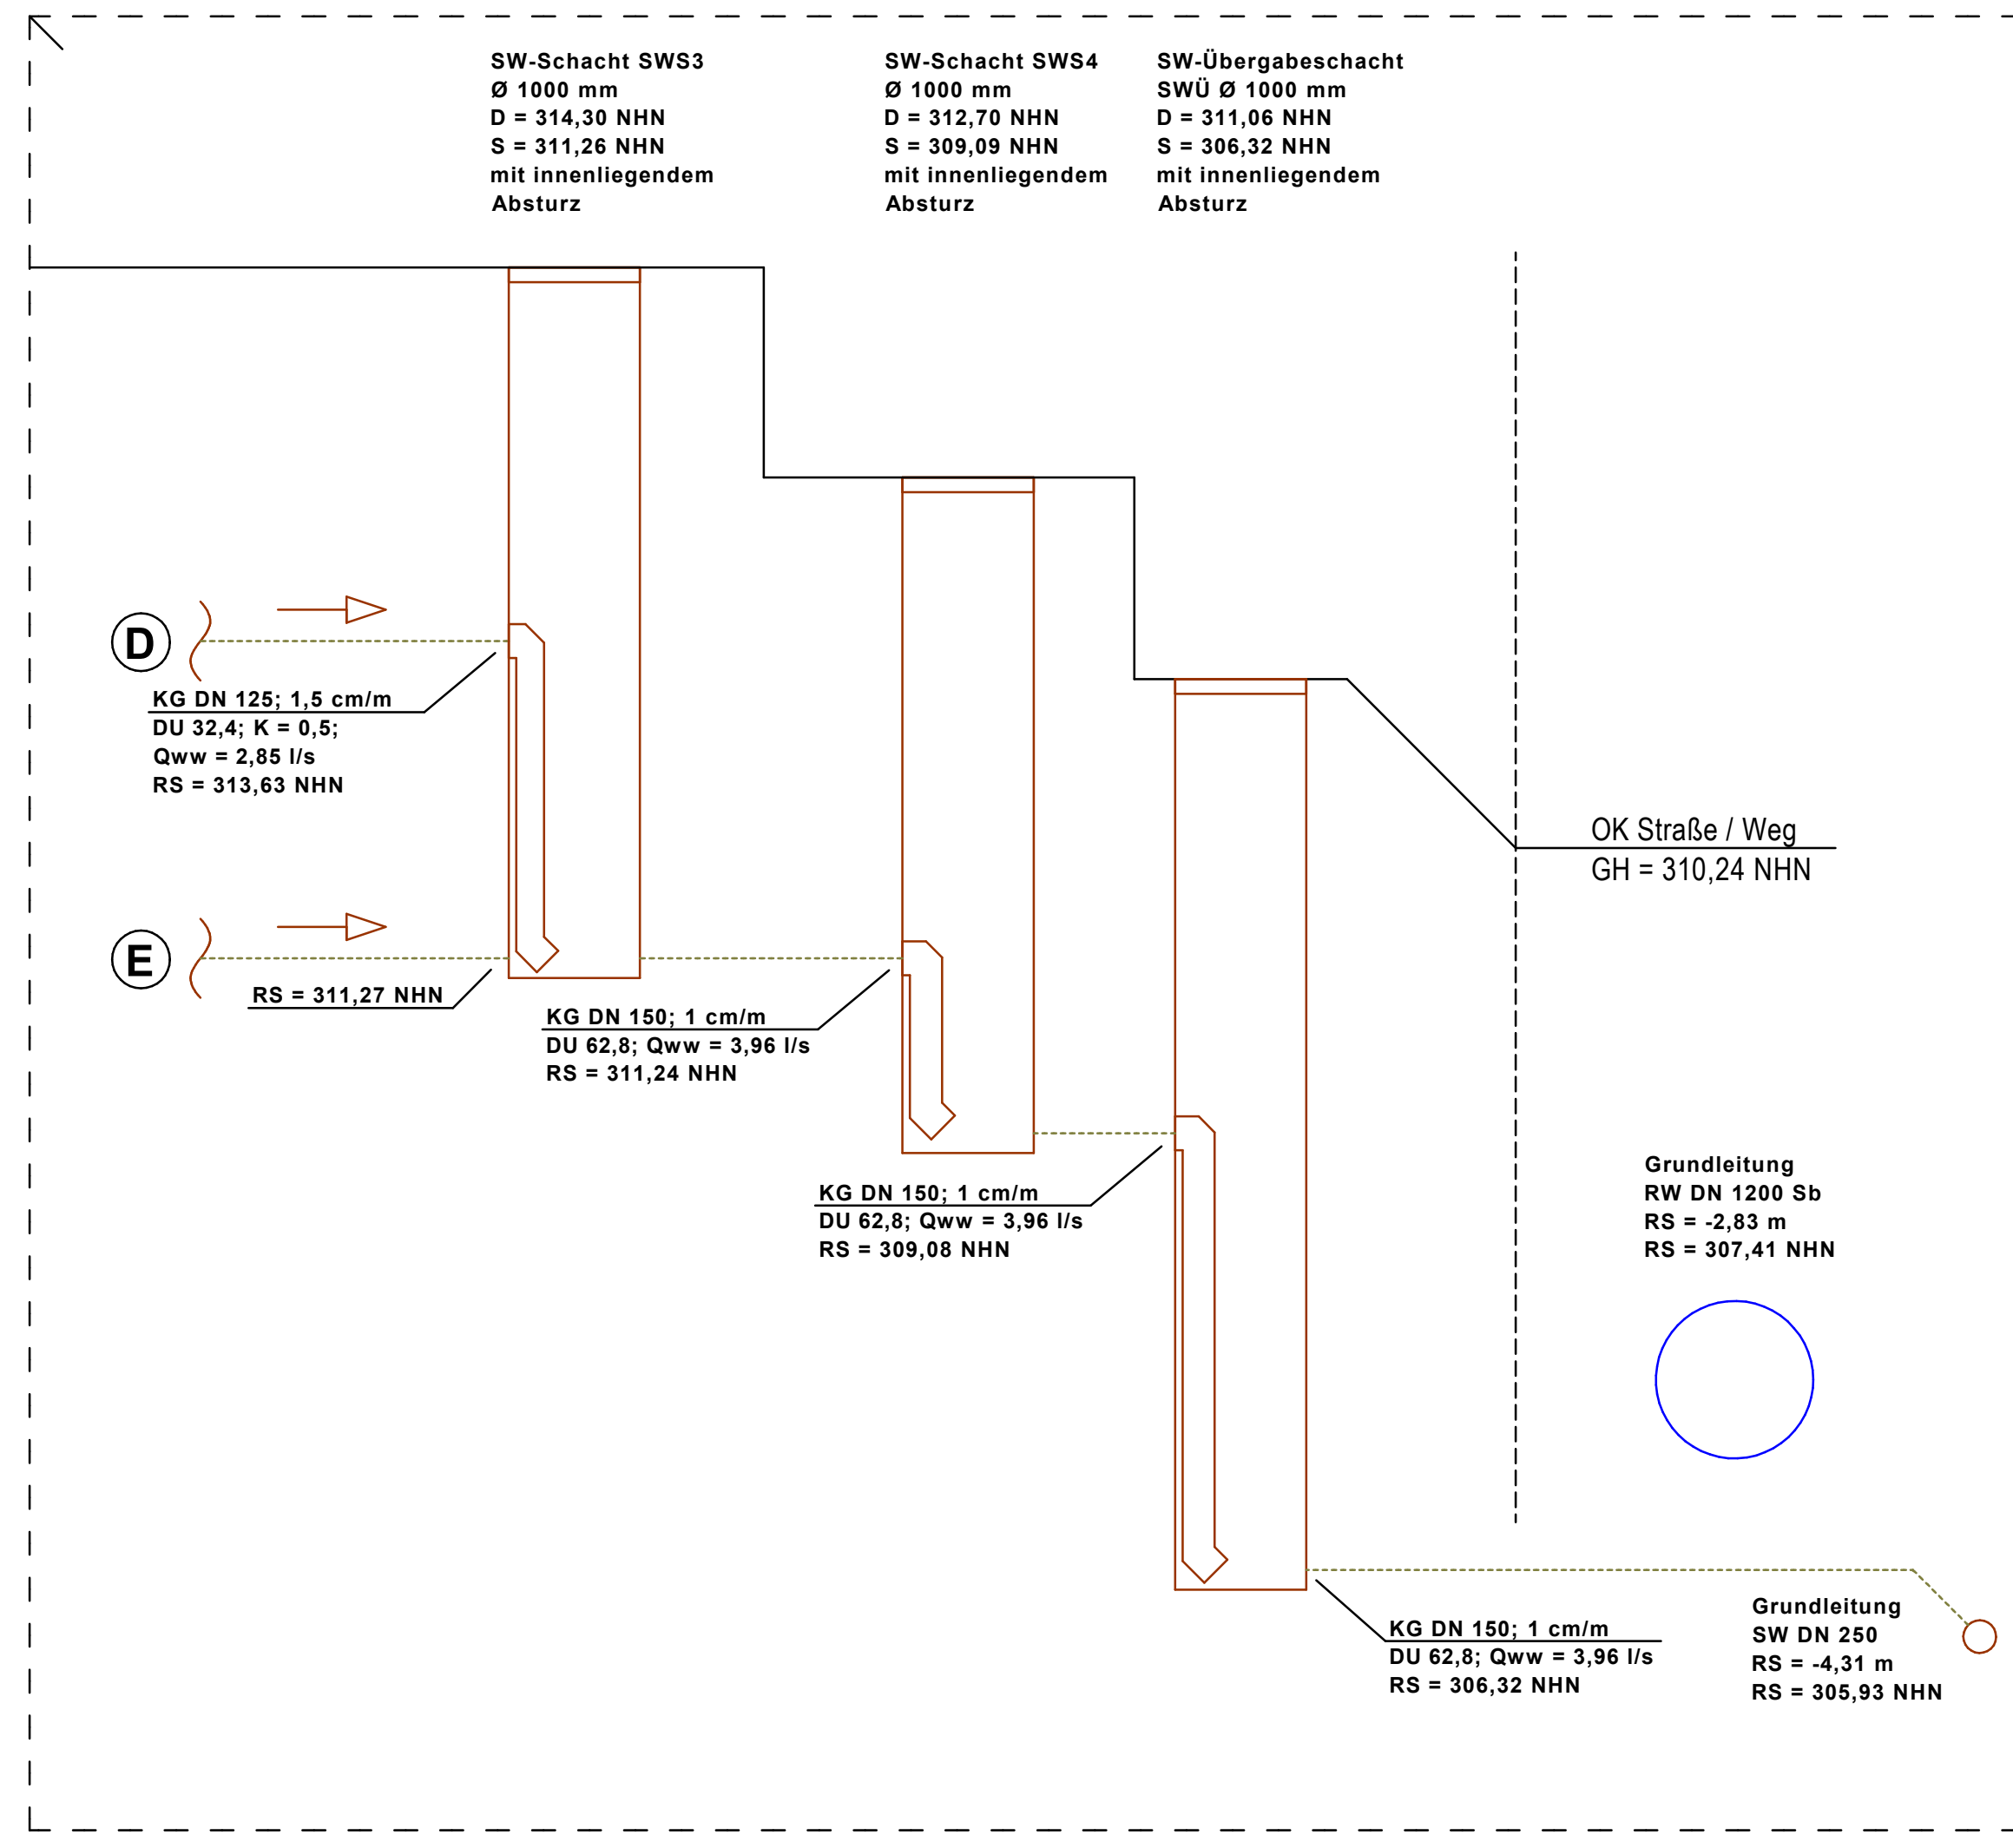 SW-Schacht SWS3
Ø 1000 mm
D = 314,30 NHN
S = 311,26 NHN
mit innenliegendem
Absturz
SW-Schacht SWS4
Ø 1000 mm
D = 312,70 NHN
S = 309,09 NHN
mit innenliegendem
Absturz
SW-Übergabeschacht
SWÜ Ø 1000 mm
D = 311,06 NHN
S = 306,32 NHN
mit innenliegendem
Absturz
D
KG DN 125; 1,5 cm/m
DU 32,4; K = 0,5;
Qww = 2,85 l/s
RS = 313,63 NHN
OK Straße / Weg
GH = 310,24 NHN
E
RS = 311,27 NHN
KG DN 150; 1 cm/m
DU 62,8; Qww = 3,96 l/s
RS = 311,24 NHN
KG DN 150; 1 cm/m
DU 62,8; Qww = 3,96 l/s
RS = 309,08 NHN
Grundleitung
RW DN 1200 Sb
RS = -2,83 m
RS = 307,41 NHN
KG DN 150; 1 cm/m
DU 62,8; Qww = 3,96 l/s
RS = 306,32 NHN
Grundleitung
SW DN 250
RS = -4,31 m
RS = 305,93 NHN